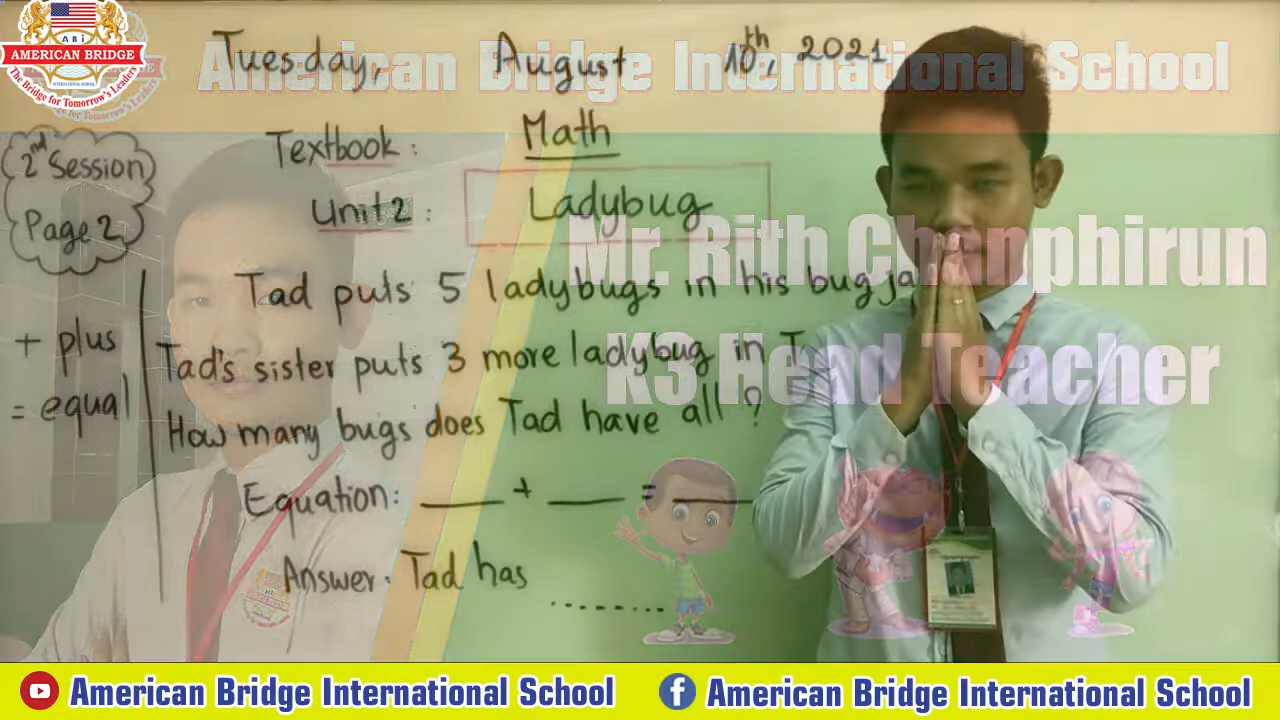 ABi
AMERICAN BRIDGE
INTERNATIONAL SCHOOL
The Bridge for Tomorrow's Leaders
American Bridge International School
Tuesday, August 10th, 2021
2nd Session
Page 2
Textbook: Math
Unit 2: Ladybug
Mr. Rith Chanphirun
K3 Head Teacher
+ plus
= equal
Tad puts 5 ladybugs in his bug ja
Tad's sister puts 3 more ladybug in T
How many bugs does Tad have all?
Equation: ___ + ___ = ___
Answer: Tad has ........
American Bridge International School
American Bridge International School